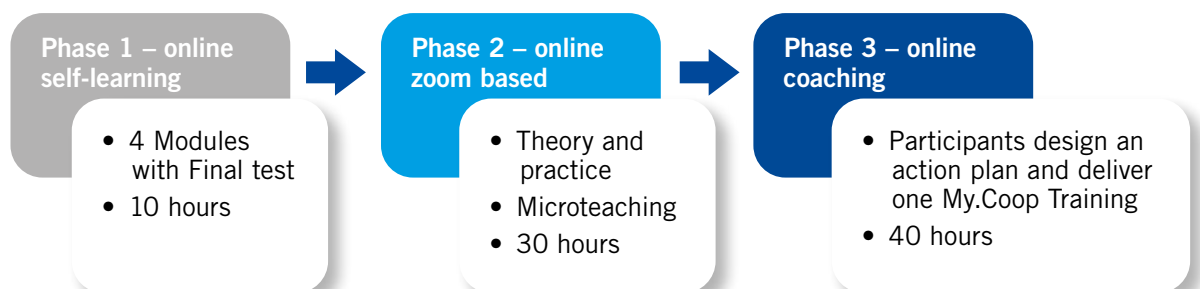 Phase 1 – online
self-learning
• 4 Modules
with Final test
• 10 hours
Phase 2 – online
zoom based
• Theory and
practice
• Microteaching
• 30 hours
Phase 3 – online
coaching
• Participants design an
action plan and deliver
one My.Coop Training
• 40 hours